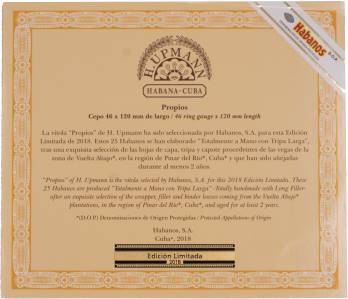 Habanos s.a.
H. UPMANN
HABANA-CUBA
Propios
Cepo 46 x 120 mm de largo / 46 ring gauge x 120 mm length
La vitola "Propios" de H. Upmann ha sido seleccionada por Habanos, S.A. para esta Edición
Limitada de 2018. Estos 25 Habanos se han elaborado "Totalmente a Mano con Tripa Larga",
tras una exquisita selección de las hojas de capa, tripa y capote procedentes de las vegas de la
zona de Vuelta Abajo*, en la región de Pinar del Río*, Cuba*, y que han sido añejadas
durante al menos 2 años.
"Propios" of H. Upmann is the vitola selected by Habanos, S.A. for this 2018 Edición Limitada. These
25 Habanos are produced "Totalmente a Mano con Tripa Larga" -Totally handmade with Long Filler-
after an exquisite selection of the wrapper, filler and binder leaves coming from the Vuelta Abajo*
plantations, in the region of Pinar del Río*, Cuba*, and aged for at least 2 years.
*(D.O.P.) Denominaciones de Origen Protegidas / Protected Appellations of Origin
Habanos, S.A.
Cuba*, 2018
Edición Limitada
2018